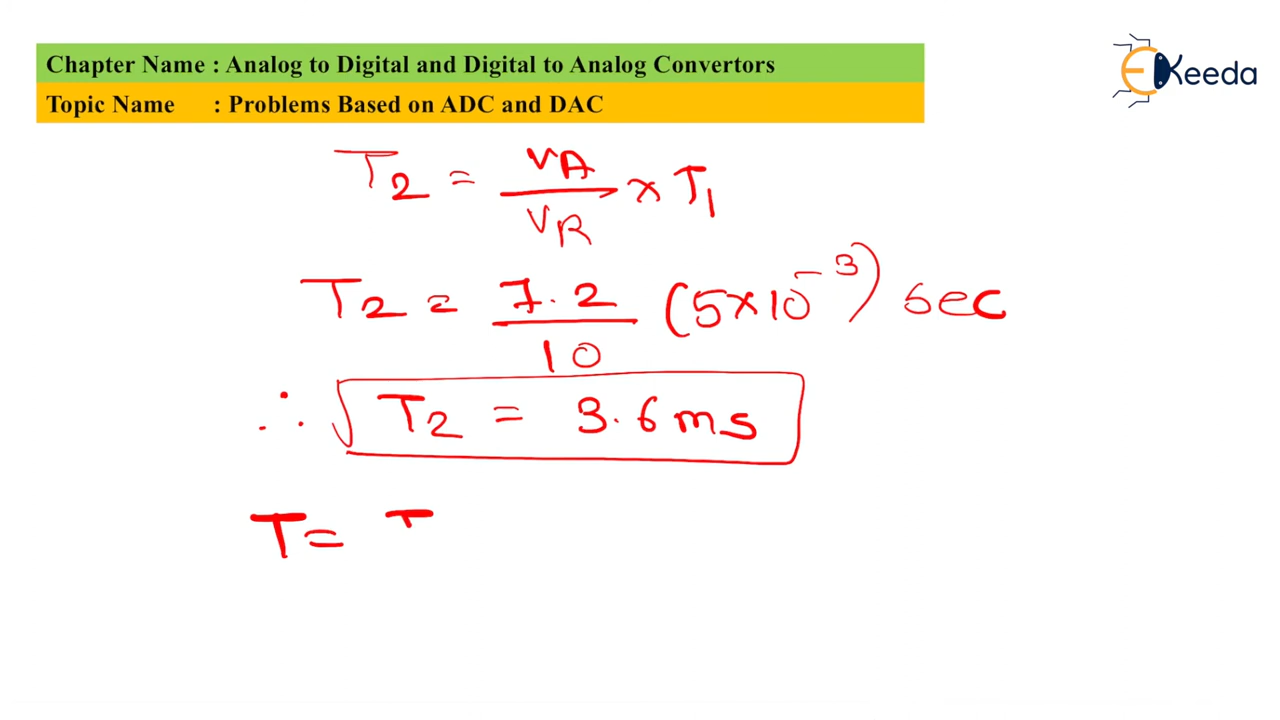 Chapter Name : Analog to Digital and Digital to Analog Convertors
EKeeda
Topic Name : Problems Based on ADC and DAC
T2 = VA/VR × T1
T2 = 7.2/10 (5×10^-3) sec
∴ T2 = 3.6 ms
T = T